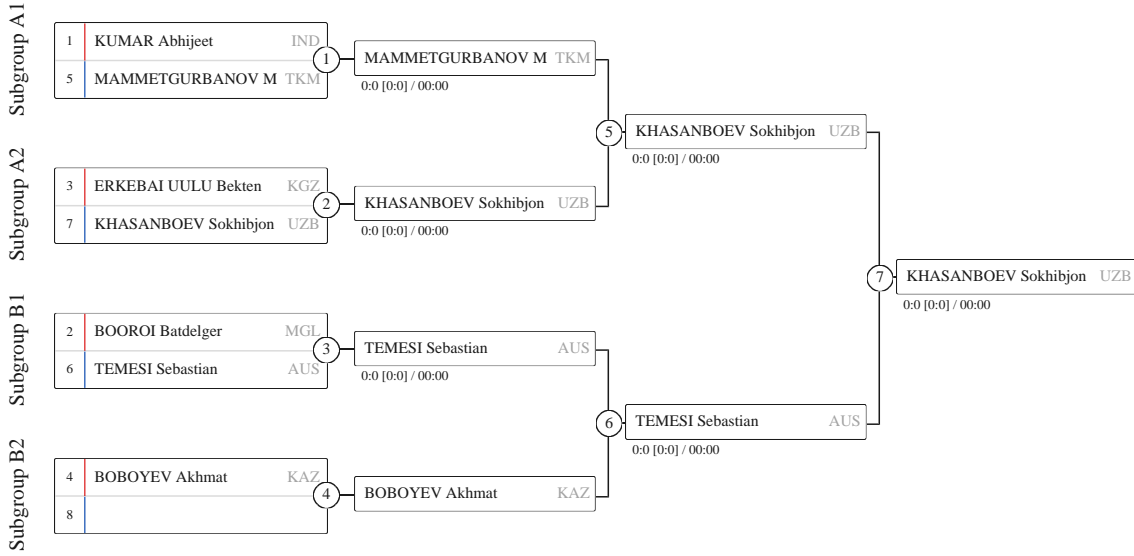 Subgroup A1
1 KUMAR Abhijeet IND
5 MAMMETGURBANOV M TKM
1
MAMMETGURBANOV M TKM
0:0 [0:0] / 00:00
Subgroup A2
3 ERKEBAI UULU Bekten KGZ
7 KHASANBOEV Sokhibjon UZB
2
KHASANBOEV Sokhibjon UZB
0:0 [0:0] / 00:00
5
KHASANBOEV Sokhibjon UZB
0:0 [0:0] / 00:00
Subgroup B1
2 BOOROI Batdelger MGL
6 TEMESI Sebastian AUS
3
TEMESI Sebastian AUS
0:0 [0:0] / 00:00
Subgroup B2
4 BOBOYEV Akhmat KAZ
8
4
BOBOYEV Akhmat KAZ
6
TEMESI Sebastian AUS
0:0 [0:0] / 00:00
7
KHASANBOEV Sokhibjon UZB
0:0 [0:0] / 00:00